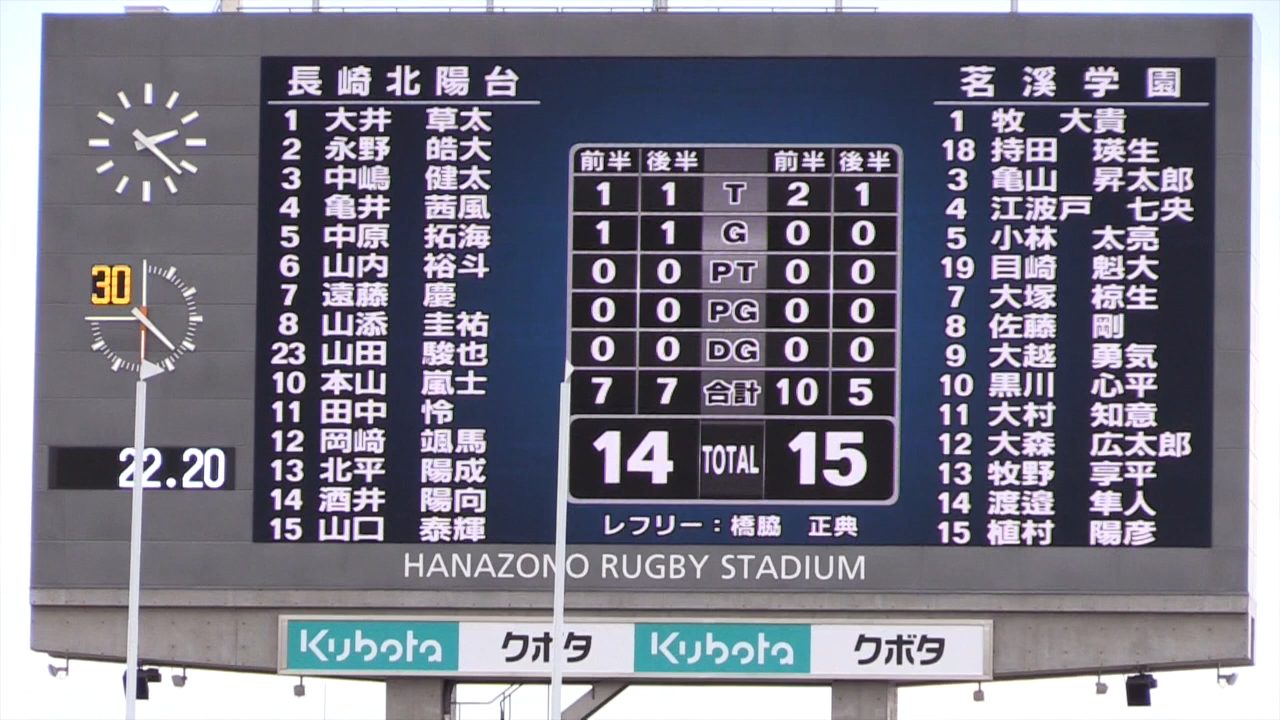 長崎北陽台
1 大井 草太
2 永野 皓大
3 中嶋 健太
4 亀井 茜風
5 中原 拓海
6 山内 裕斗
7 遠藤 慶
8 山添 圭祐
23 山田 駿也
10 本山 嵐士
11 田中 怜
12 岡﨑 颯馬
13 北平 陽成
14 酒井 陽向
15 山口 泰輝
前半 後半 前半 後半
1 1 T 2 1
1 1 G 0 0
0 0 PT 0 0
0 0 PG 0 0
0 0 DG 0 0
7 7 合計 10 5
14 TOTAL 15
レフリー：橋脇 正典
茗溪学園
1 牧 大貴
18 持田 瑛生
3 亀山 昇太郎
4 江波戸 七央
5 小林 太亮
19 目崎 魁大
7 大塚 椋生
8 佐藤 剛
9 大越 勇気
10 黒川 心平
11 大村 知意
12 大森 広太郎
13 牧野 享平
14 渡邉 隼人
15 植村 陽彦
30
22.20
HANAZONO RUGBY STADIUM
Kubota クボタ Kubota クボタ